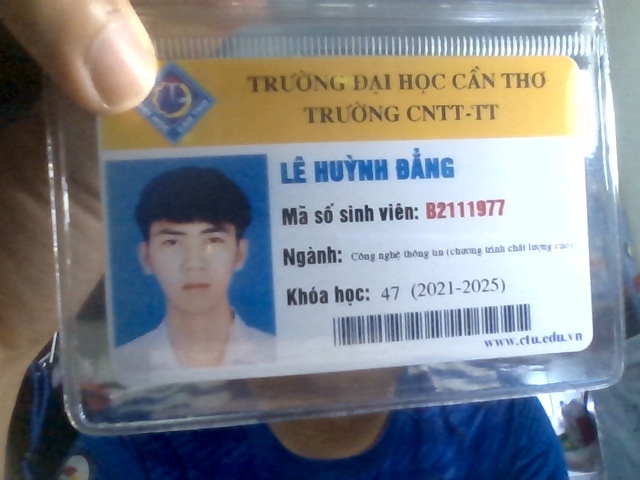 TRƯỜNG ĐẠI HỌC CẦN THƠ
TRƯỜNG CNTT-TT
LÊ HUỲNH ĐẲNG
Mã số sinh viên: B2111977
Ngành: Công nghệ thông tin (chương trình chất lượng cao)
Khóa học: 47 (2021-2025)
www.ctu.edu.vn